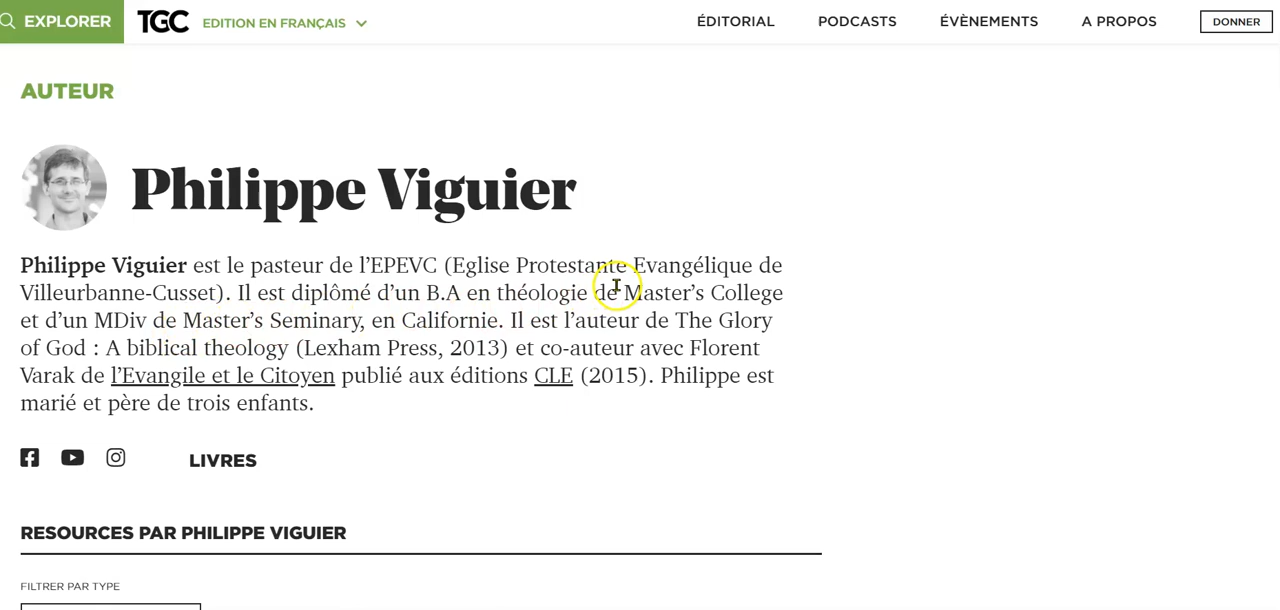 EXPLORER TGC EDITION EN FRANÇAIS ÉDITORIAL PODCASTS ÉVÈNEMENTS A PROPOS DONNER
AUTEUR
Philippe Viguier
Philippe Viguier est le pasteur de l’EPEVC (Eglise Protestante Evangélique de
Villeurbanne-Cusset). Il est diplômé d’un B.A en théologie de Master’s College
et d’un MDiv de Master’s Seminary, en Californie. Il est l’auteur de The Glory
of God : A biblical theology (Lexham Press, 2013) et co-auteur avec Florent
Varak de l’Evangile et le Citoyen publié aux éditions CLE (2015). Philippe est
marié et père de trois enfants.
LIVRES
RESOURCES PAR PHILIPPE VIGUIER
FILTRER PAR TYPE